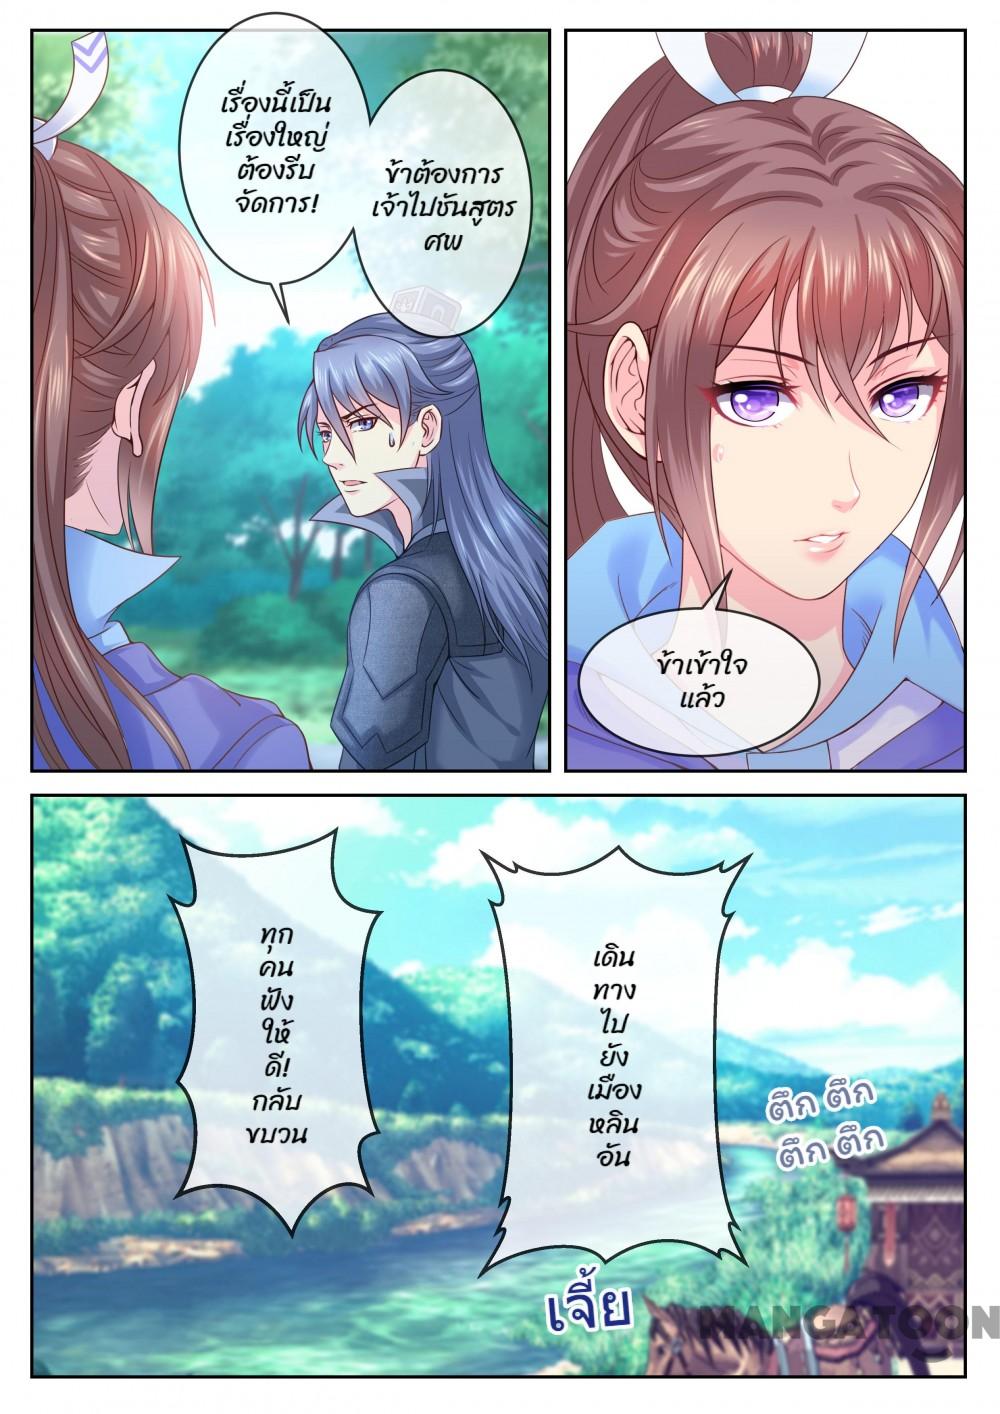 เรื่องนี้เป็น
เรื่องใหญ่
ต้องรีบ
จัดการ!
ข้าต้องการ
เจ้าไปชันสูตร
ศพ
ข้าเข้าใจ
แล้ว
ทุก
คน
ฟัง
ให้
ดี!
กลับ
ขบวน
เดิน
ทาง
ไป
ยัง
เมือง
หลิน
อัน
ตึก ตึก
ตึก ตึก
เจี้ย
MANGATOON